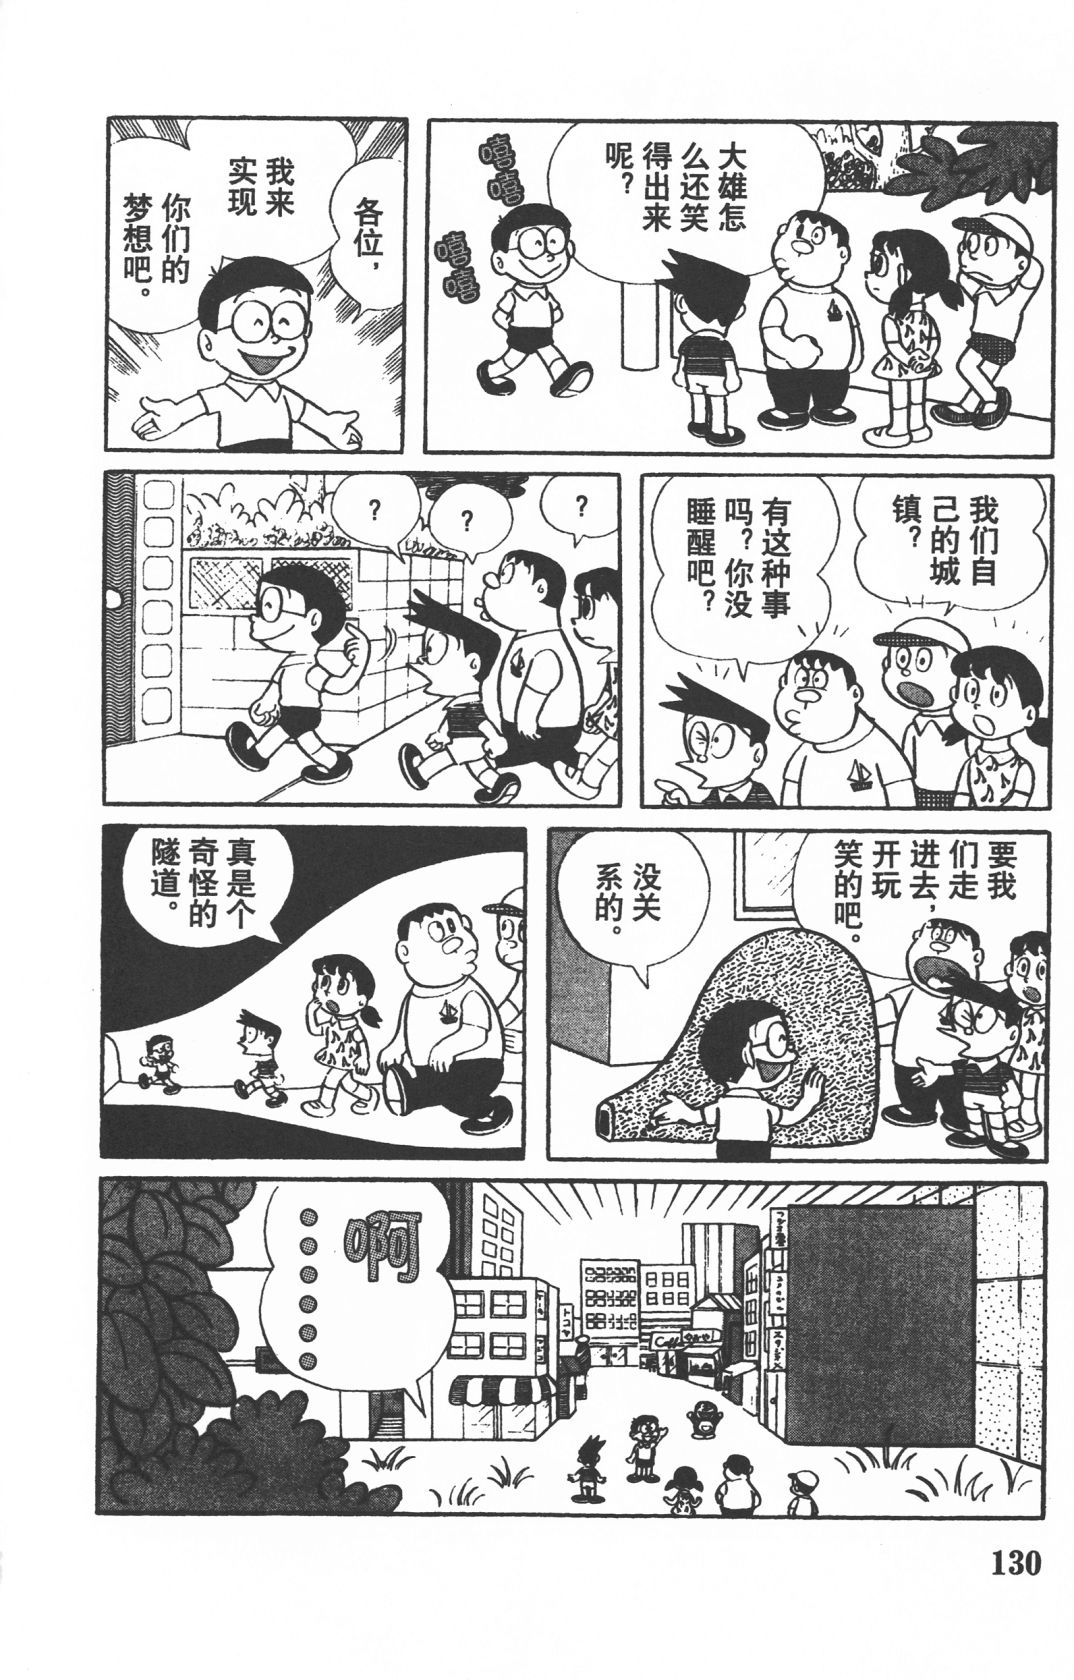 大雄怎
么还笑
得出来
呢？
嘻
嘻
嘻
嘻
各位，
我来
实现
你们的
梦想吧。
我们自
己的城
镇？
有这种事
吗？你没
睡醒吧？
？
？
？
要我
们走
进去，
开玩
笑的吧。
没关
系的。
真是个
奇怪的
隧道。
啊
……
130